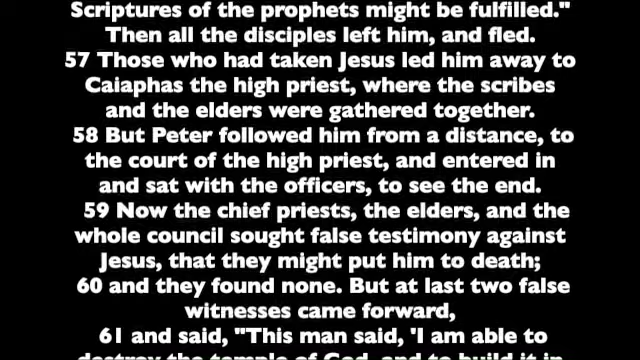 Scriptures of the prophets might be fulfilled."
Then all the disciples left him, and fled.
57 Those who had taken Jesus led him away to
Caiaphas the high priest, where the scribes
and the elders were gathered together.
58 But Peter followed him from a distance, to
the court of the high priest, and entered in
and sat with the officers, to see the end.
59 Now the chief priests, the elders, and the
whole council sought false testimony against
Jesus, that they might put him to death;
60 and they found none. But at last two false
witnesses came forward,
61 and said, "This man said, 'I am able to
destroy the temple of God, and to build it in